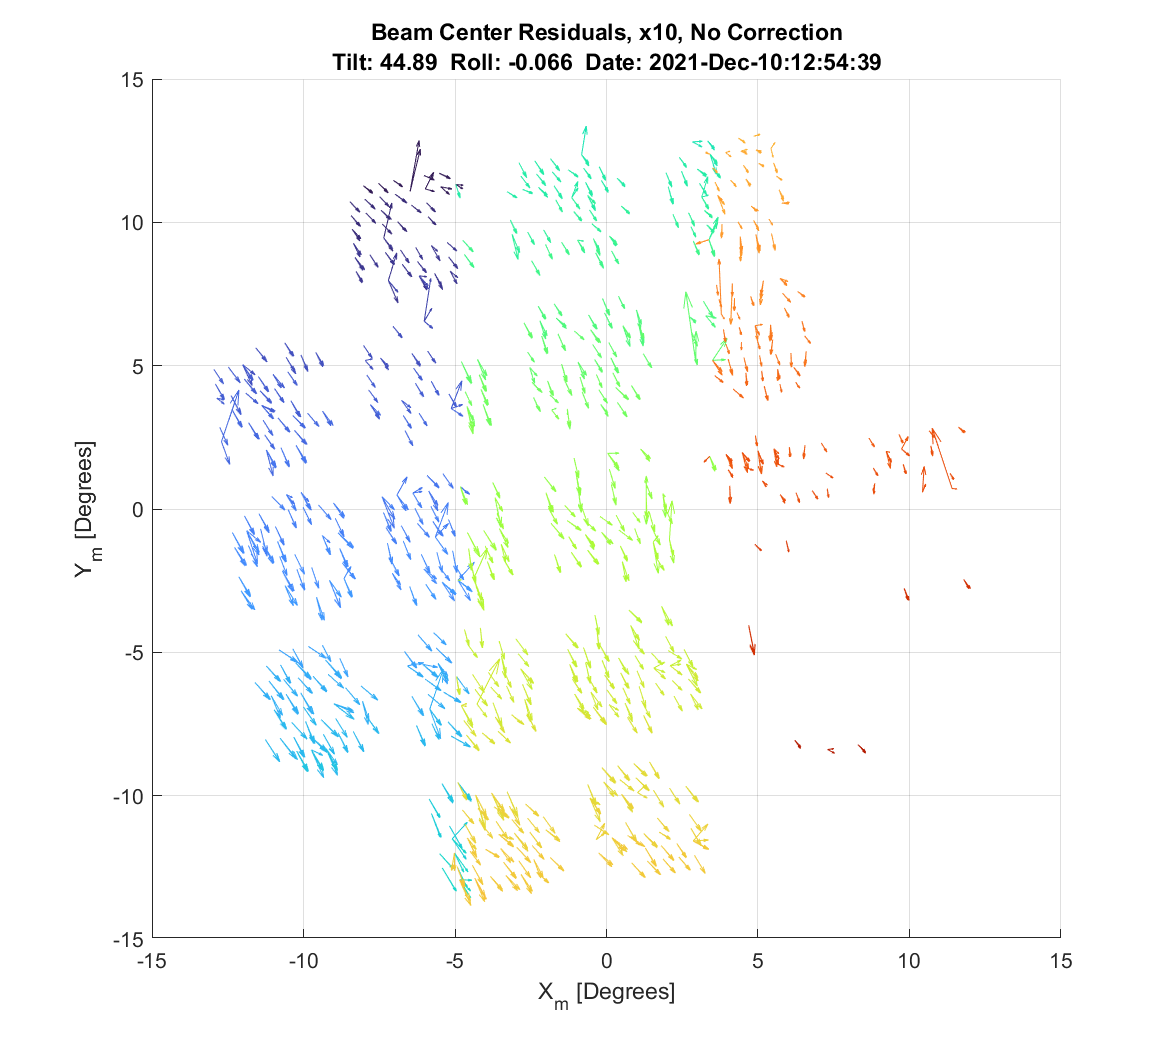 Beam Center Residuals, x10, No Correction
Tilt: 44.89 Roll: -0.066 Date: 2021-Dec-10:12:54:39
15
10
5
0
-5
-10
-15
Y_m [Degrees]
-15 -10 -5 0 5 10 15
X_m [Degrees]